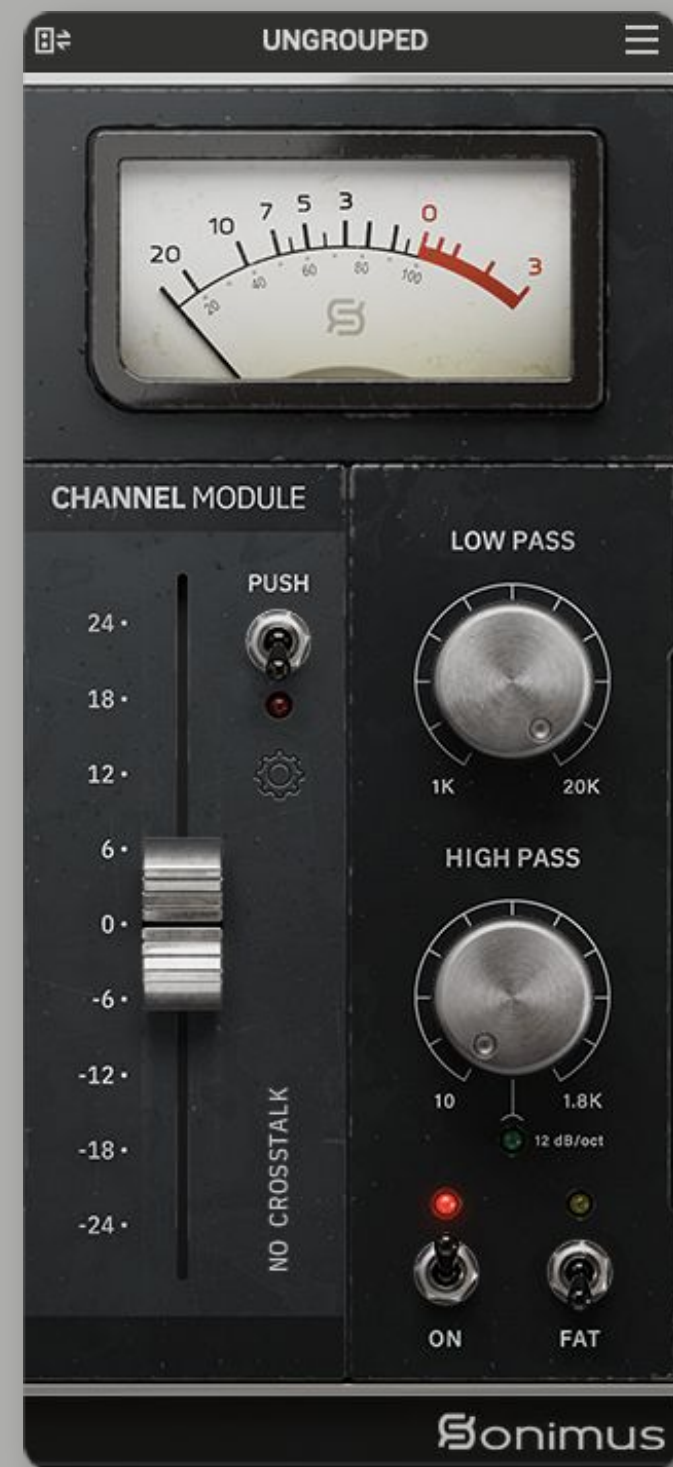 UNGROUPED
20 10 7 5 3 0 3
20 40 60 80 100
CHANNEL MODULE
PUSH
24
18
12
6
0
-6
-12
-18
-24
NO CROSSTALK
LOW PASS
1K 20K
HIGH PASS
10 1.8K
12 dB/oct
ON FAT
Sonimus